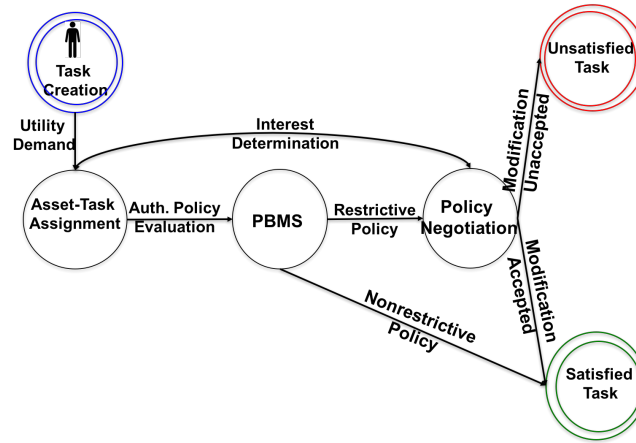 Task
Creation
Unsatisfied
Task
Utility
Demand
Interest
Determination
Modification
Unaccepted
Asset-Task
Assignment
Auth. Policy
Evaluation
PBMS
Restrictive
Policy
Policy
Negotiation
Modification
Accepted
Nonrestrictive
Policy
Satisfied
Task